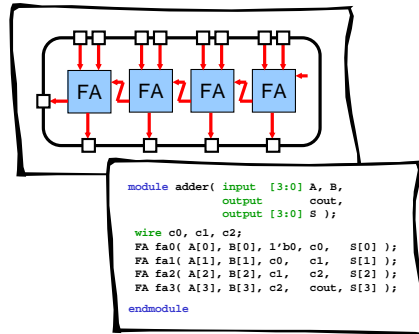 FA FA FA FA
module adder( input [3:0] A, B,
output cout,
output [3:0] S );
wire c0, c1, c2;
FA fa0( A[0], B[0], 1’b0, c0, S[0] );
FA fa1( A[1], B[1], c0, c1, S[1] );
FA fa2( A[2], B[2], c1, c2, S[2] );
FA fa3( A[3], B[3], c2, cout, S[3] );
endmodule